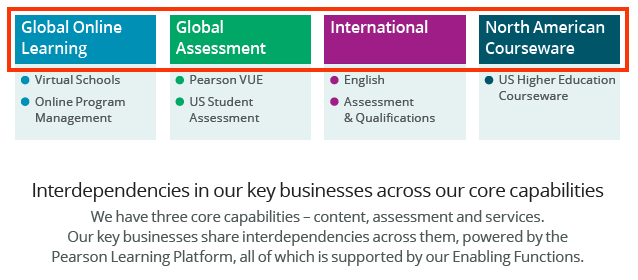 Global Online
Learning
Virtual Schools
Online Program
Management
Global
Assessment
Pearson VUE
US Student
Assessment
International
English
Assessment
& Qualifications
North American
Courseware
US Higher Education
Courseware
Interdependencies in our key businesses across our core capabilities
We have three core capabilities – content, assessment and services.
Our key businesses share interdependencies across them, powered by the
Pearson Learning Platform, all of which is supported by our Enabling Functions.